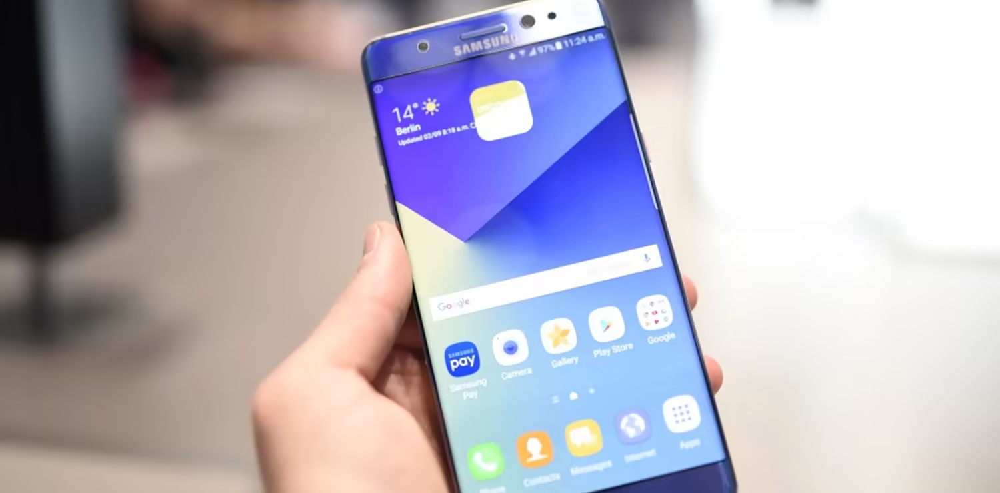 SAMSUNG
97% 11:24 a.m.
14°
Berlin
Updated 02/09 8:18 a.m.
Google
SAMSUNG
pay
Samsung
Pay
Camera
Gallery
Play Store
Google
Phone
Contacts
Messages
Internet
Apps